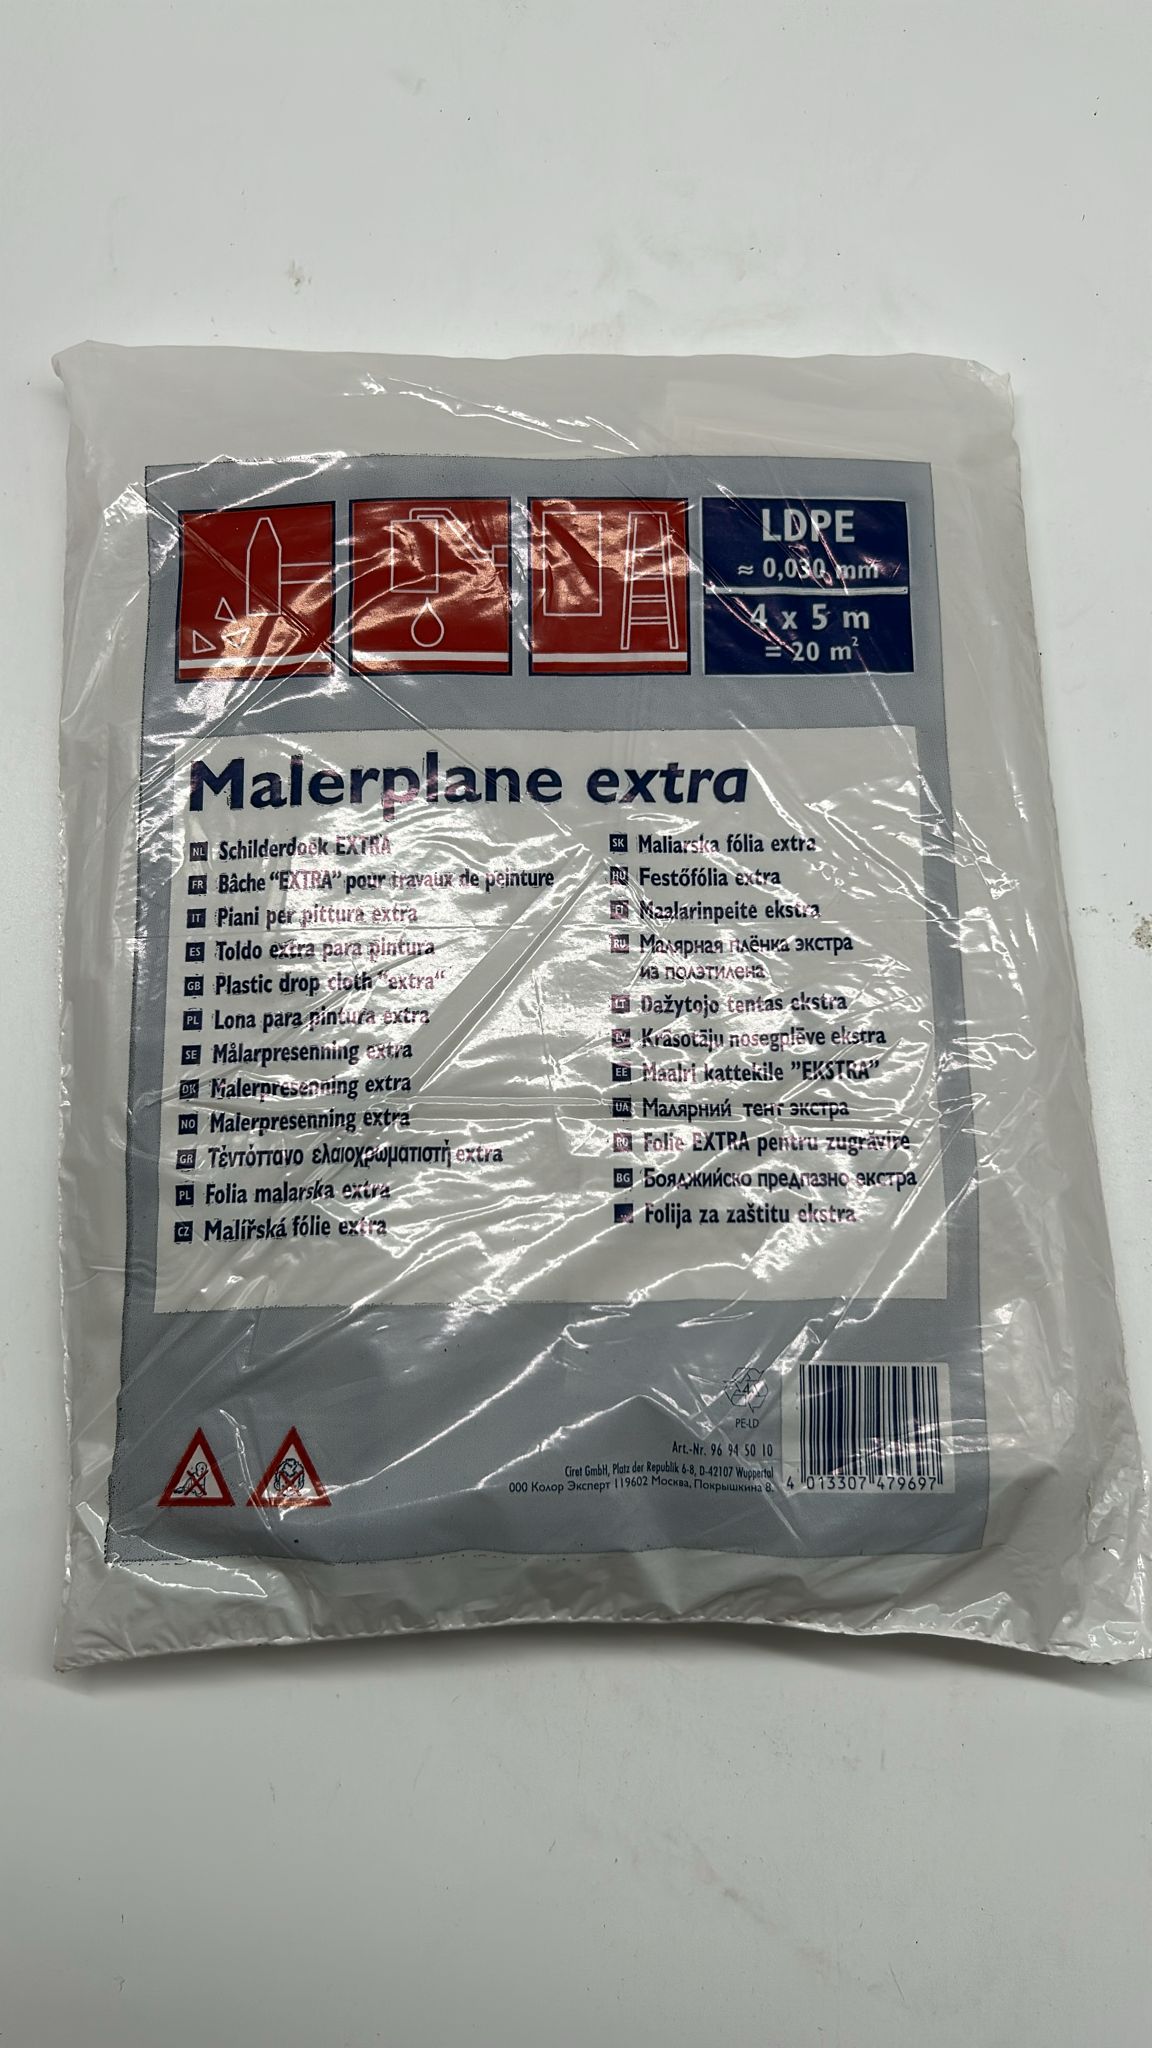 LDPE
≈ 0,030 mm
4 x 5 m
= 20 m²
Malerplane extra
NL Schilderdoek EXTRA
FR Bâche “EXTRA” pour travaux de peinture
IT Piani per pittura extra
ES Toldo extra para pintura
GB Plastic drop cloth “extra“
PL Lona para pintura extra
SE Målarpresenning extra
DK Malerpresenning extra
NO Malerpresenning extra
GR Τέντόπανο ελαιοχρωματιστή extra
PL Folia malarska extra
CZ Malířská fólie extra
SK Maliarska fólia extra
HU Festőfólia extra
FI Maalarinpeite ekstra
RU Малярная плёнка экстра
из полэтилена
LT Dažytojo tentas ekstra
LV Krāsotāju nosegplēve ekstra
EE Maalri kattekile ”EKSTRA”
UA Малярний тент экстра
RO Folie EXTRA pentru zugrăvire
BG Бояджийско предпазно екстра
Folija za zaštitu ekstra
4
PE-LD
Art.-Nr. 96 94 50 10
Ciret GmbH, Platz der Republik 6-8, D-42107 Wuppertal
ООО Колор Эксперт 119602 Москва, Покрышкина 8.
4 013307 479697